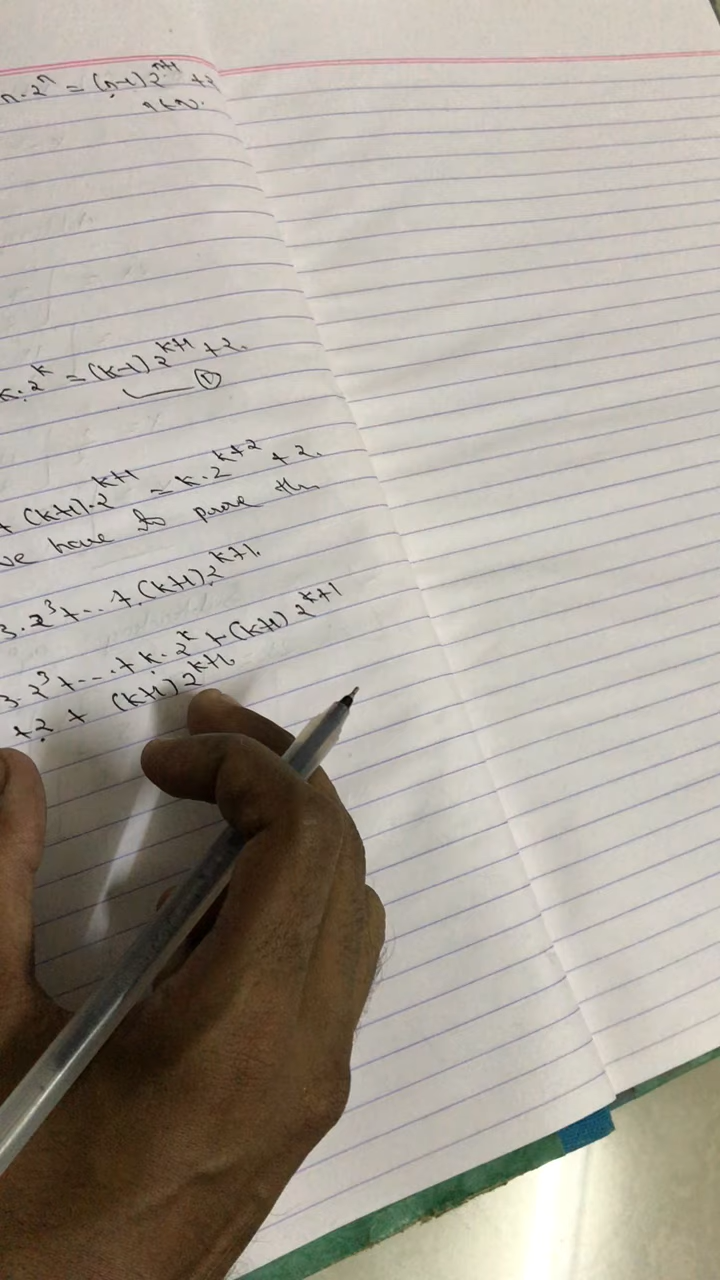 n.2ⁿ = (n-1)2ⁿ⁺¹ +2
n∈N.
k.2ᵏ = (k-1)2ᵏ⁺¹ +2.
①
+ (k+1).2ᵏ⁺¹ = k.2ᵏ⁺² +2.
we have to prove
3.2³+...+(k+1)2ᵏ⁺¹.
3.2³+...+k.2ᵏ+(k+1)2ᵏ⁺¹
+2 + (k+1)2ᵏ⁺¹.